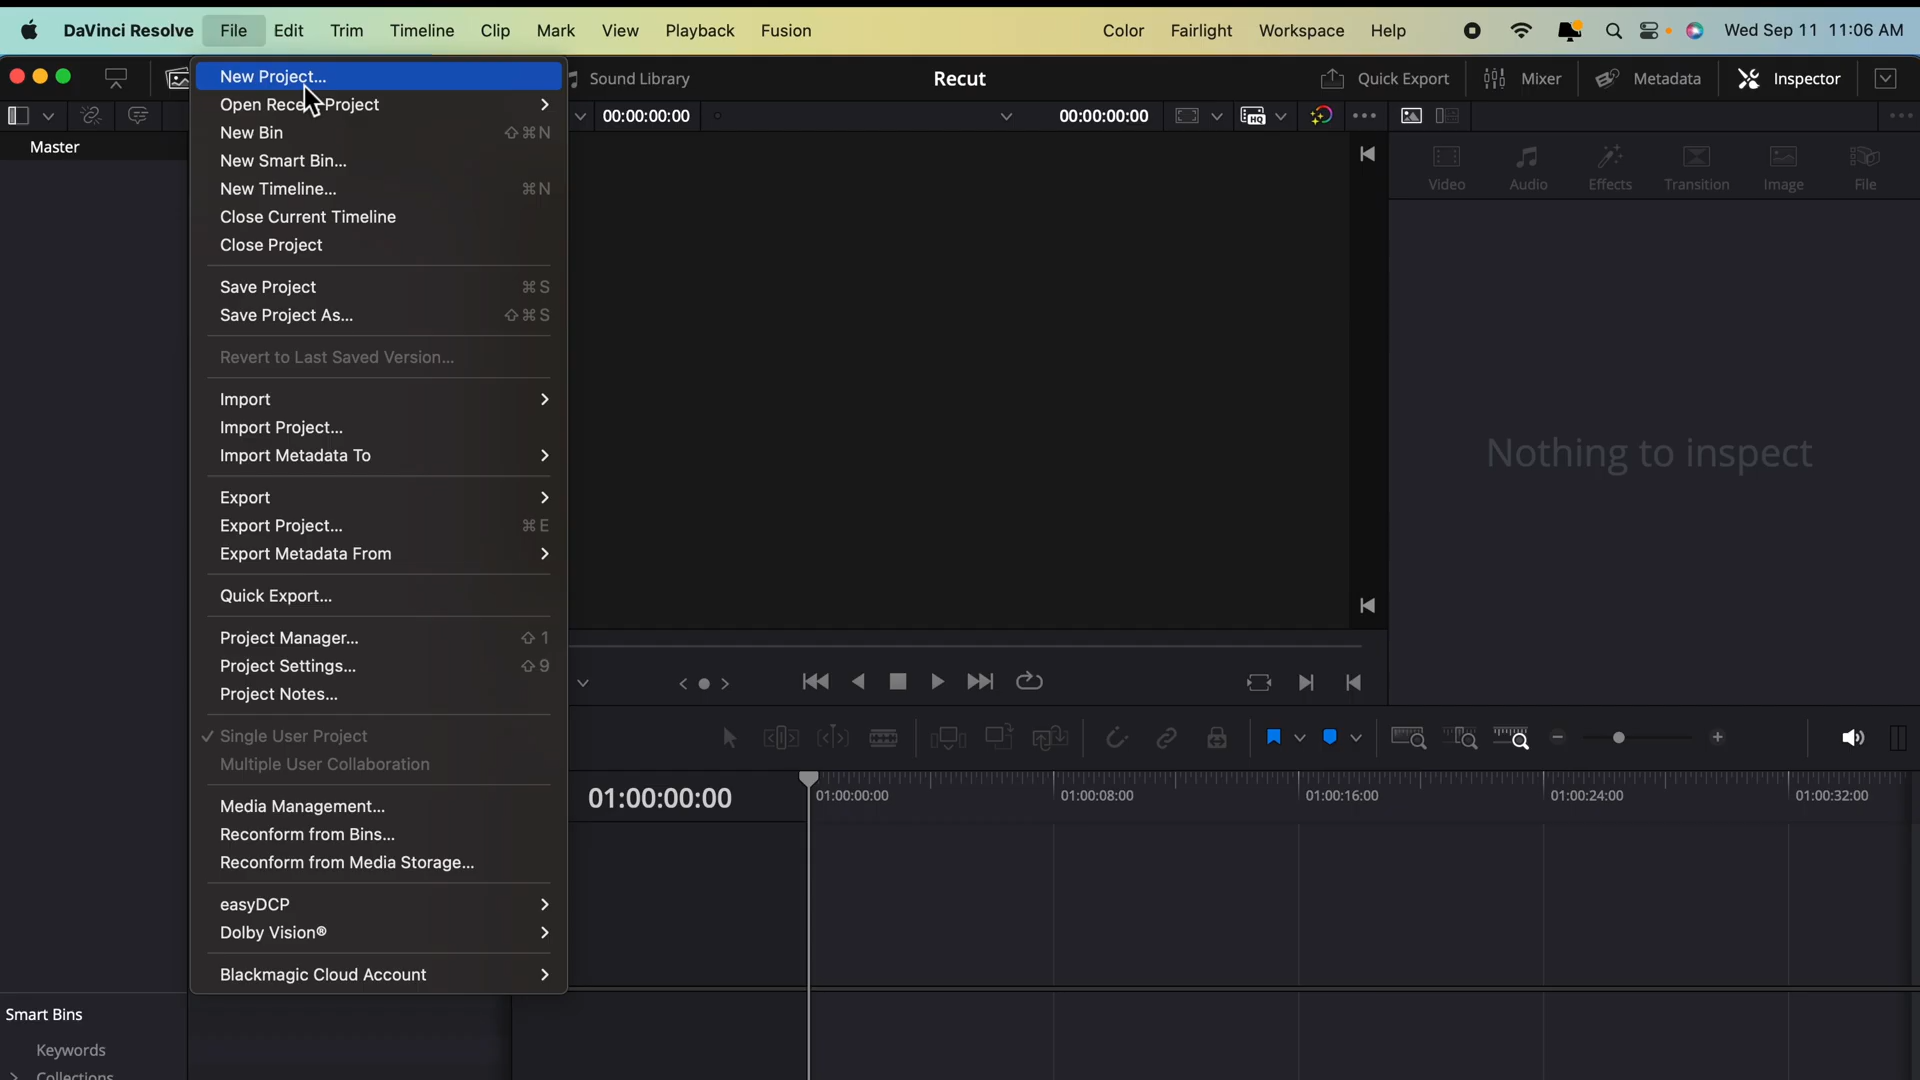 DaVinci Resolve File Edit Trim Timeline Clip Mark View Playback Fusion Color Fairlight Workspace Help Wed Sep 11 11:06 AM
Sound Library Recut Quick Export Mixer Metadata Inspector
00:00:00:00 00:00:00:00
Master
Video Audio Effects Transition Image File
Nothing to inspect
New Project...
Open Project
New Bin ⇧⌘N
New Smart Bin...
New Timeline... ⌘N
Close Current Timeline
Close Project
Save Project ⌘S
Save Project As... ⇧⌘S
Revert to Last Saved Version...
Import
Import Project...
Import Metadata To
Export
Export Project... ⌘E
Export Metadata From
Quick Export...
Project Manager... ⇧1
Project Settings... ⇧9
Project Notes...
✓ Single User Project
Multiple User Collaboration
Media Management...
Reconform from Bins...
Reconform from Media Storage...
easyDCP
Dolby Vision®
Blackmagic Cloud Account
01:00:00:00 01:00:00:00 01:00:08:00 01:00:16:00 01:00:24:00 01:00:32:00
Smart Bins
Keywords
Collections